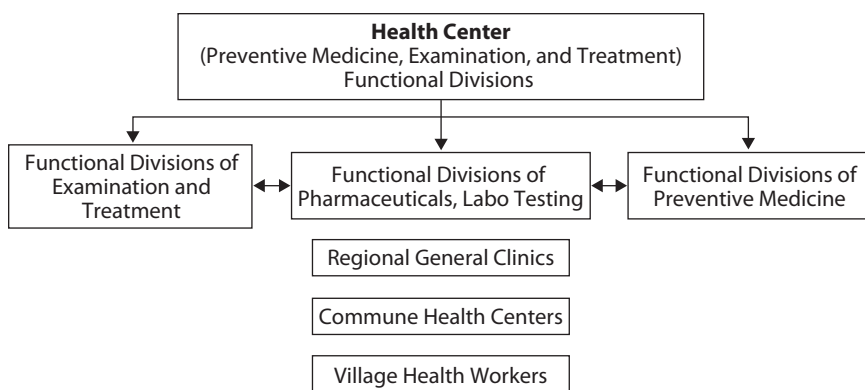 Health Center
(Preventive Medicine, Examination, and Treatment)
Functional Divisions
Functional Divisions of
Examination and
Treatment
Functional Divisions of
Pharmaceuticals, Labo Testing
Functional Divisions of
Preventive Medicine
Regional General Clinics
Commune Health Centers
Village Health Workers